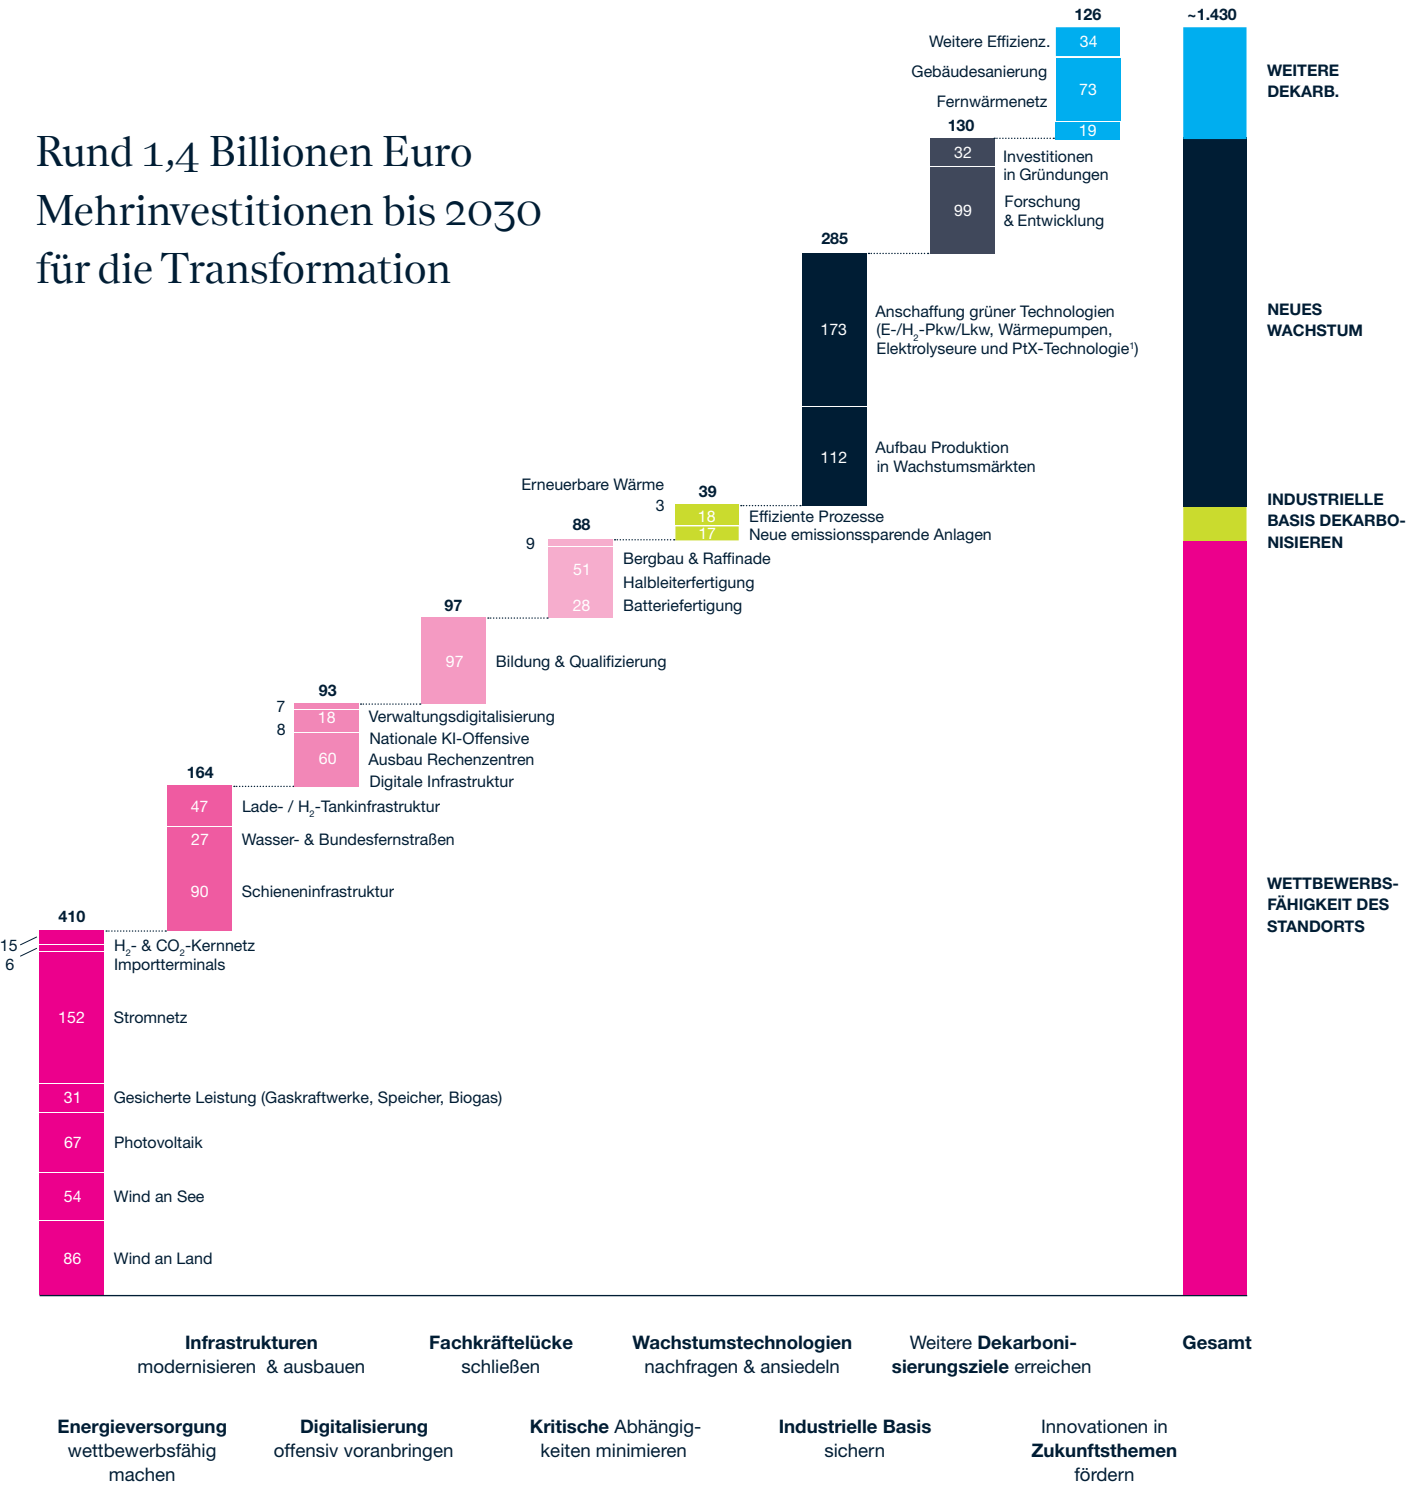 Rund 1,4 Billionen Euro
Mehrinvestitionen bis 2030
für die Transformation
410
15
6
152
31
67
54
86
H₂- & CO₂-Kernnetz
Importterminals
Stromnetz
Gesicherte Leistung (Gaskraftwerke, Speicher, Biogas)
Photovoltaik
Wind an See
Wind an Land
164
47
27
90
Lade- / H₂-Tankinfrastruktur
Wasser- & Bundesfernstraßen
Schieneninfrastruktur
93
7
18
8
60
Verwaltungsdigitalisierung
Nationale KI-Offensive
Ausbau Rechenzentren
Digitale Infrastruktur
97
97
Bildung & Qualifizierung
88
9
51
28
Bergbau & Raffinade
Halbleiterfertigung
Batteriefertigung
Erneuerbare Wärme
3
39
18
17
Effiziente Prozesse
Neue emissionssparende Anlagen
285
173
112
Anschaffung grüner Technologien
(E-/H₂-Pkw/Lkw, Wärmepumpen,
Elektrolyseure und PtX-Technologie¹)
Aufbau Produktion
in Wachstumsmärkten
130
32
99
Investitionen
in Gründungen
Forschung
& Entwicklung
126
34
73
19
Weitere Effizienz.
Gebäudesanierung
Fernwärmenetz
~1.430
WEITERE
DEKARB.
NEUES
WACHSTUM
INDUSTRIELLE
BASIS DEKARBO-
NISIEREN
WETTBEWERBS-
FÄHIGKEIT DES
STANDORTS
Infrastrukturen
modernisieren & ausbauen
Fachkräftelücke
schließen
Wachstumstechnologien
nachfragen & ansiedeln
Weitere Dekarboni-
sierungsziele erreichen
Gesamt
Energieversorgung
wettbewerbsfähig
machen
Digitalisierung
offensiv voranbringen
Kritische Abhängig-
keiten minimieren
Industrielle Basis
sichern
Innovationen in
Zukunftsthemen
fördern